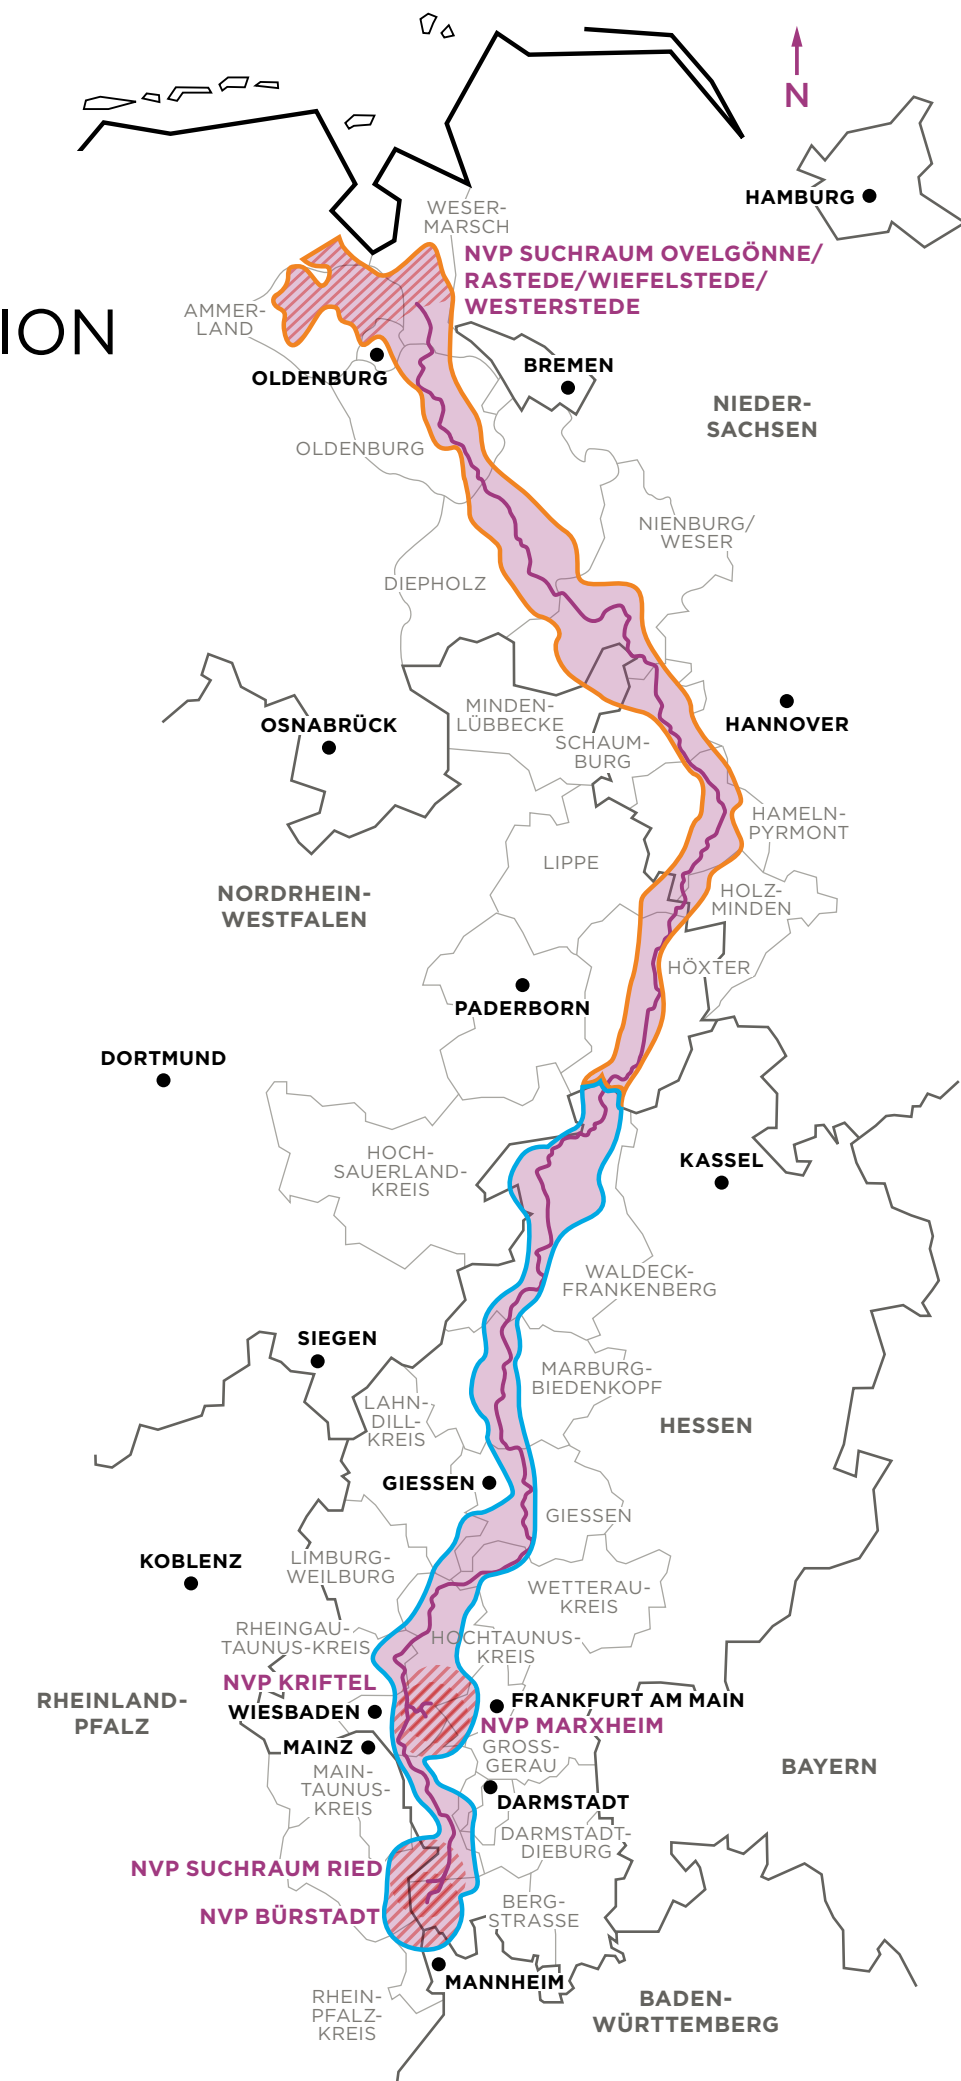 N
HAMBURG
WESER-
MARSCH
NVP SUCHRAUM OVELGÖNNE/
RASTEDE/WIEFELSTEDE/
WESTERSTEDE
AMMER-
LAND
ION
OLDENBURG
BREMEN
NIEDER-
SACHSEN
OLDENBURG
NIENBURG/
WESER
DIEPHOLZ
MINDEN-
LÜBBECKE
OSNABRÜCK
HANNOVER
SCHAUM-
BURG
HAMELN-
PYRMONT
LIPPE
NORDRHEIN-
WESTFALEN
HOLZ-
MINDEN
HÖXTER
PADERBORN
DORTMUND
HOCH-
SAUERLAND-
KREIS
KASSEL
WALDECK-
FRANKENBERG
SIEGEN
MARBURG-
BIEDENKOPF
LAHN-
DILL-
KREIS
HESSEN
GIESSEN
GIESSEN
KOBLENZ
LIMBURG-
WEILBURG
WETTERAU-
KREIS
RHEINGAU-
TAUNUS-KREIS
HOCHTAUNUS-
KREIS
NVP KRIFTEL
RHEINLAND-
PFALZ
WIESBADEN
FRANKFURT AM MAIN
NVP MARXHEIM
MAINZ
GROSS-
GERAU
BAYERN
MAIN-
TAUNUS-
KREIS
DARMSTADT
DARMSTADT-
DIEBURG
NVP SUCHRAUM RIED
NVP BÜRSTADT
BERG-
STRASSE
MANNHEIM
RHEIN-
PFALZ-
KREIS
BADEN-
WÜRTTEMBERG